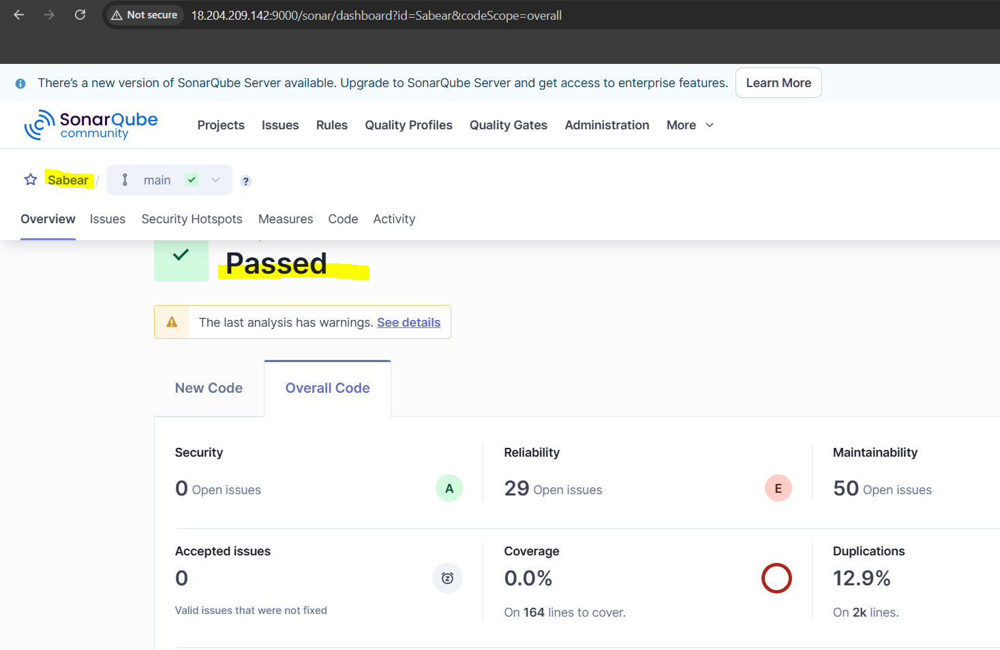 Not secure 18.204.209.142:9000/sonar/dashboard?id=Sabear&codeScope=overall
There's a new version of SonarQube Server available. Upgrade to SonarQube Server and get access to enterprise features. Learn More
SonarQube community Projects Issues Rules Quality Profiles Quality Gates Administration More
Sabear / main ?
Overview Issues Security Hotspots Measures Code Activity
Passed
The last analysis has warnings. See details
New Code Overall Code
Security Reliability Maintainability
0 Open issues A 29 Open issues E 50 Open issues
Accepted issues Coverage Duplications
0 0.0% 12.9%
Valid issues that were not fixed On 164 lines to cover. On 2k lines.